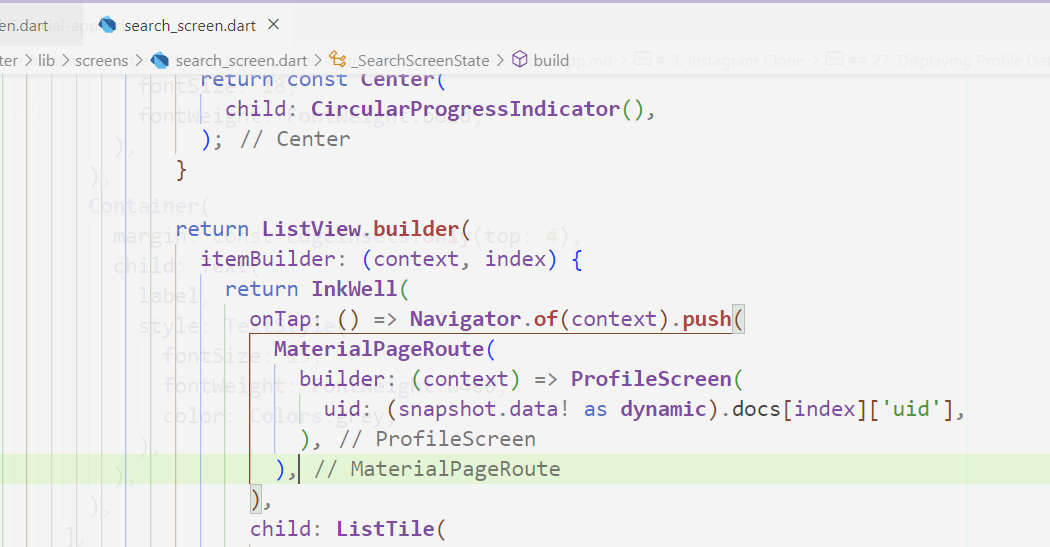 en.dart search_screen.dart ×
ter > lib > screens > search_screen.dart > _SearchScreenState > build
return const Center(
child: CircularProgressIndicator(),
); // Center
}
return ListView.builder(
itemBuilder: (context, index) {
return InkWell(
onTap: () => Navigator.of(context).push(
MaterialPageRoute(
builder: (context) => ProfileScreen(
uid: (snapshot.data! as dynamic).docs[index]['uid'],
), // ProfileScreen
), // MaterialPageRoute
),
child: ListTile(